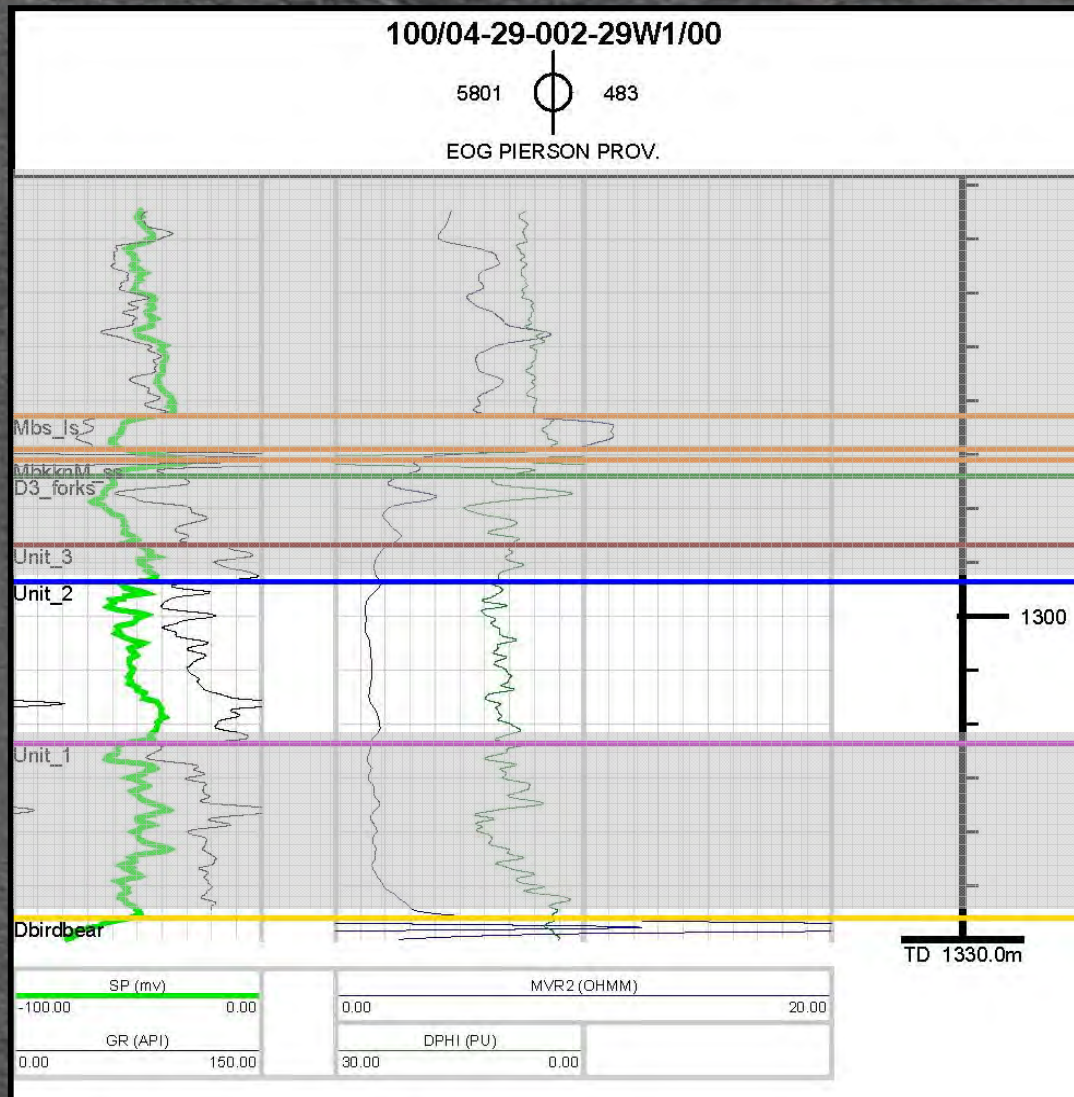 100/04-29-002-29W1/00
5801 483
EOG PIERSON PROV.
Mbs_ls
MbkknM_ss
D3_forks
Unit_3
Unit_2
1300
Unit_1
Dbirdbear
TD 1330.0m
SP (mv)
-100.00 0.00
GR (API)
0.00 150.00
MVR2 (OHMM)
0.00 20.00
DPHI (PU)
30.00 0.00